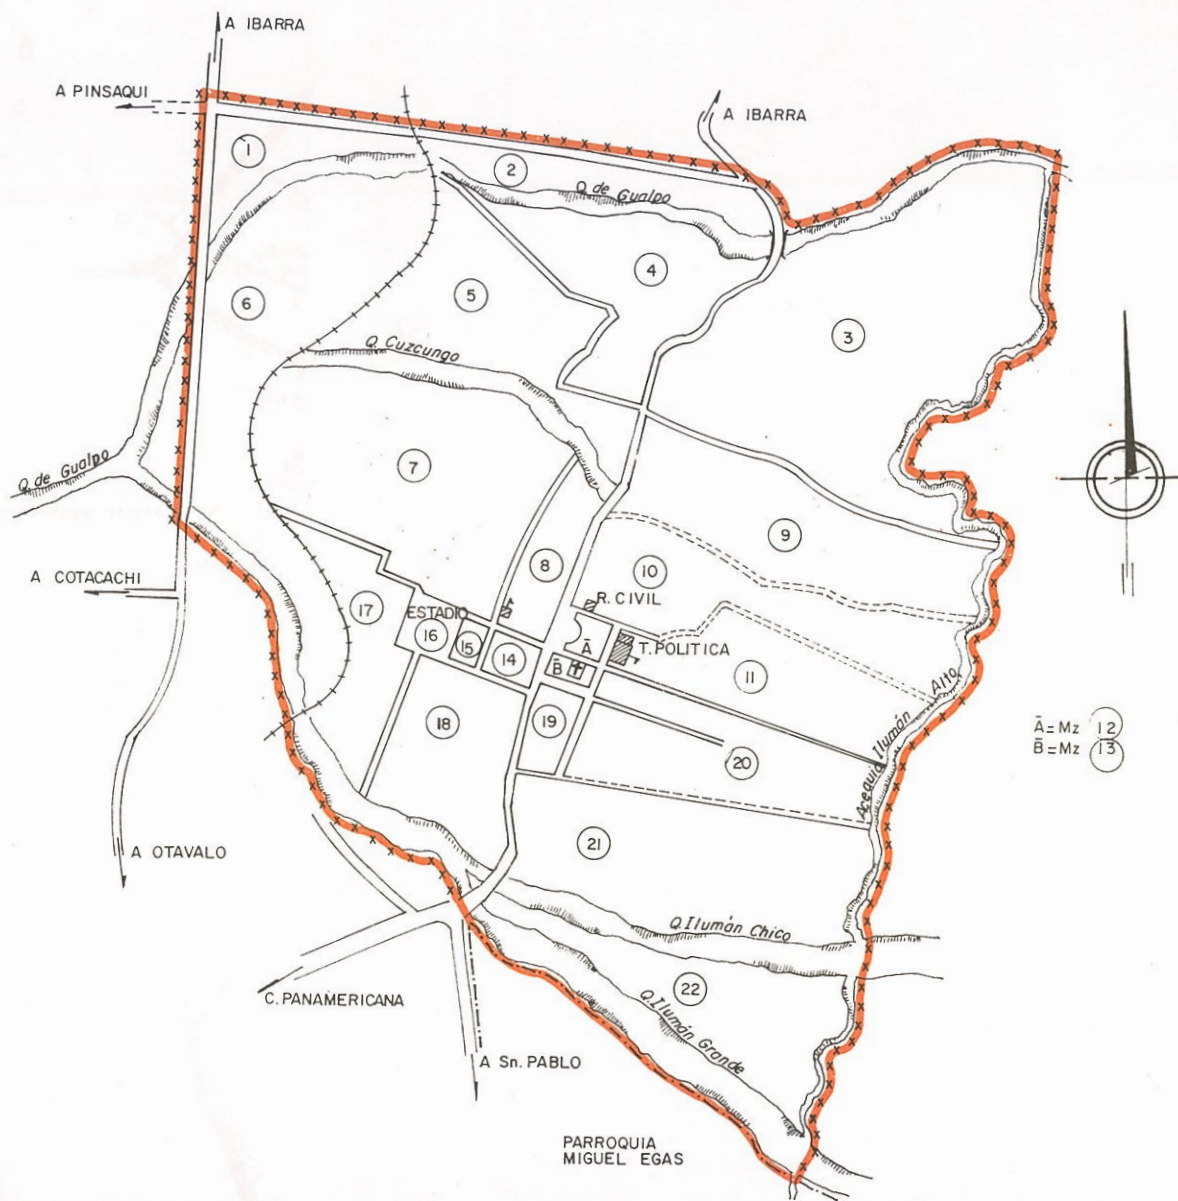 A IBARRA
A PINSAQUI
A IBARRA
1
2
Q. de Gualpo
4
6
5
3
Q. Cuzcungo
7
Q. de Gualpo
9
8
10
A COTACACHI
17
R. CIVIL
ESTADIO
16
15
14
A
T. POLITICA
B
11
18
19
20
Acequia Ilumán Alto
A = Mz 12
B = Mz 13
21
A OTAVALO
Q. Ilumán Chico
22
C. PANAMERICANA
Q. Ilumán Grande
A Sn. PABLO
PARROQUIA
MIGUEL EGAS